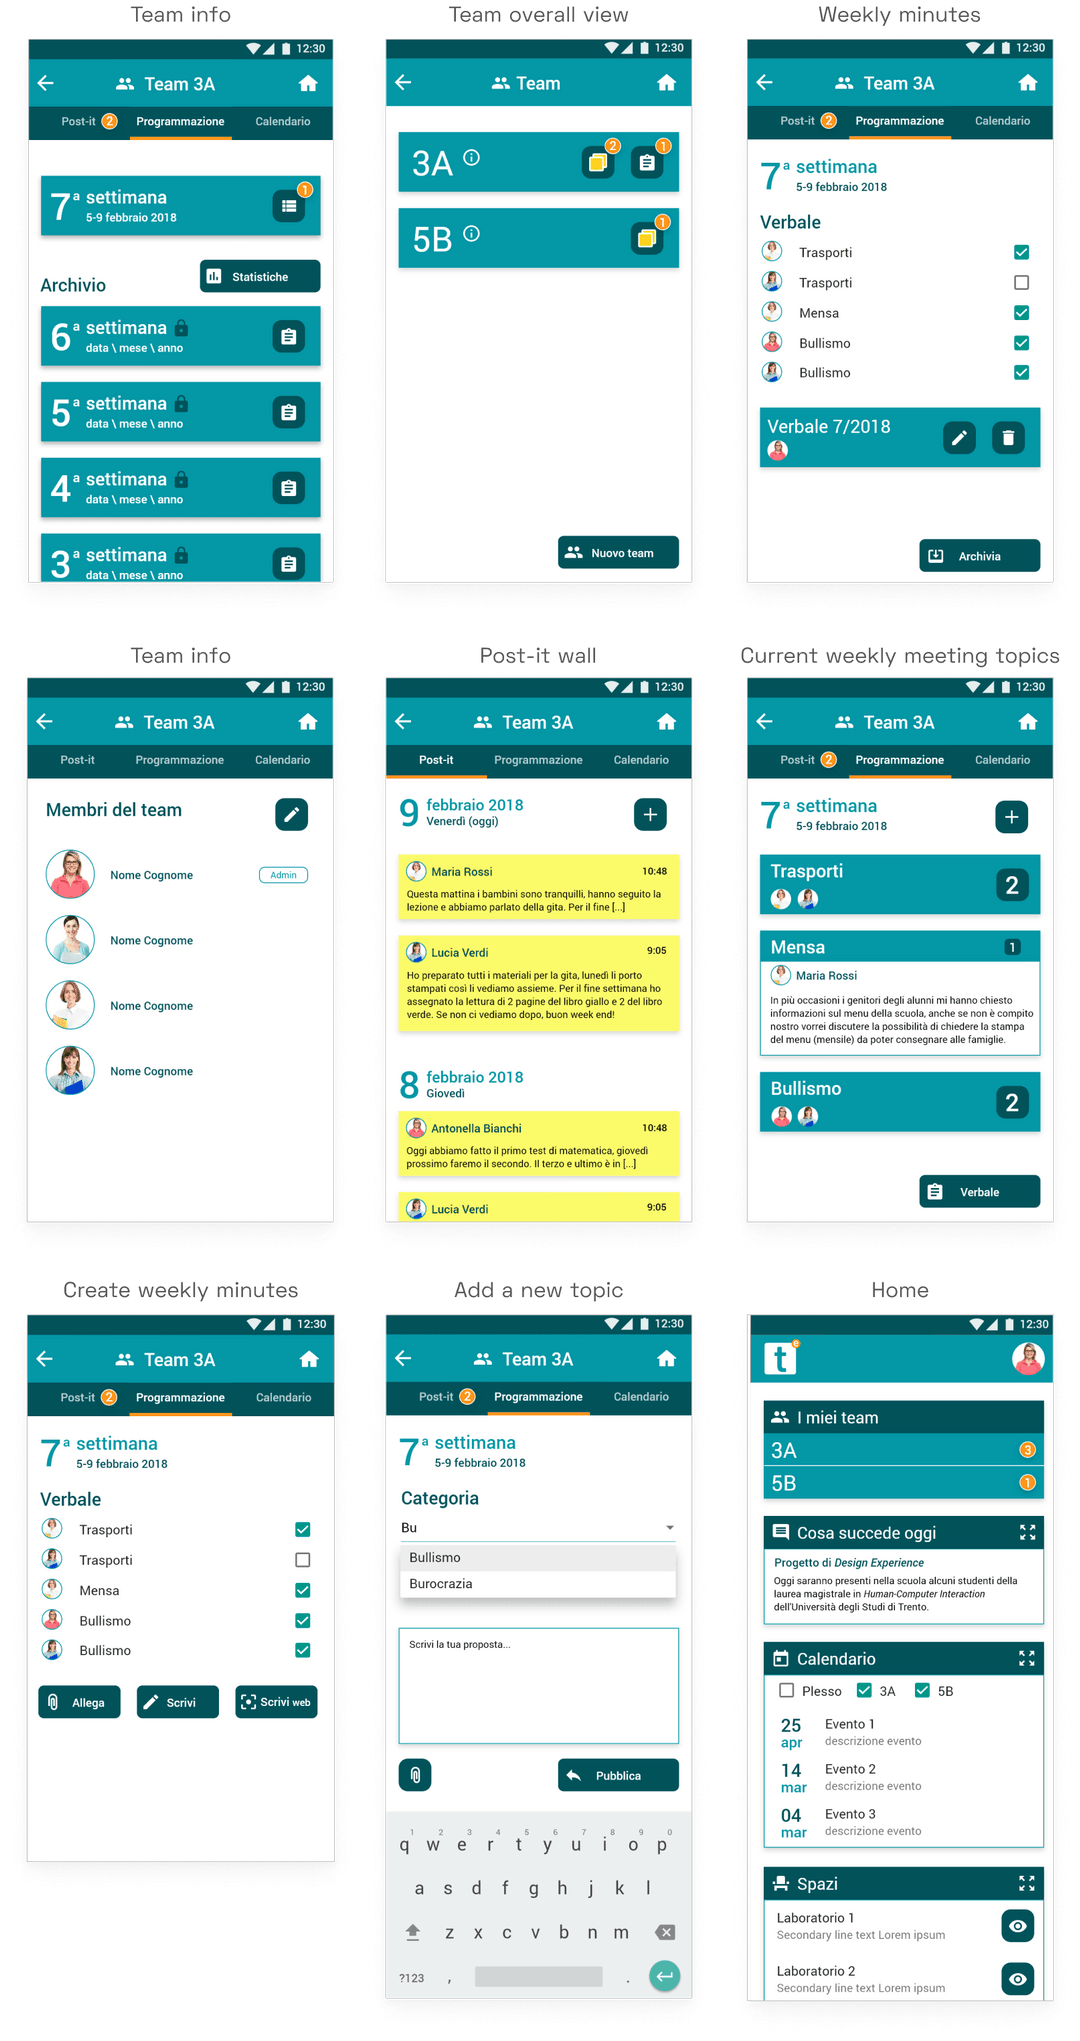 Team info
12:30
Team 3A
Post-it 2 Programmazione Calendario
7ª settimana
5-9 febbraio 2018
1
Archivio
Statistiche
6ª settimana
data \ mese \ anno
5ª settimana
data \ mese \ anno
4ª settimana
data \ mese \ anno
3ª settimana
data \ mese \ anno
Team overall view
12:30
Team
3A
2
1
5B
1
Nuovo team
Weekly minutes
12:30
Team 3A
Post-it 2 Programmazione Calendario
7ª settimana
5-9 febbraio 2018
Verbale
Trasporti
Trasporti
Mensa
Bullismo
Bullismo
Verbale 7/2018
Archivia
Team info
12:30
Team 3A
Post-it Programmazione Calendario
Membri del team
Nome Cognome Admin
Nome Cognome
Nome Cognome
Nome Cognome
Post-it wall
12:30
Team 3A
Post-it Programmazione Calendario
9 febbraio 2018
Venerdì (oggi)
Maria Rossi 10:48
Questa mattina i bambini sono tranquilli, hanno seguito la
lezione e abbiamo parlato della gita. Per il fine [...]
Lucia Verdi 9:05
Ho preparato tutti i materiali per la gita, lunedì li porto
stampati così li vediamo assieme. Per il fine settimana ho
assegnato la lettura di 2 pagine del libro giallo e 2 del libro
verde. Se non ci vediamo dopo, buon week end!
8 febbraio 2018
Giovedì
Antonella Bianchi 10:48
Oggi abbiamo fatto il primo test di matematica, giovedì
prossimo faremo il secondo. Il terzo e ultimo è in [...]
Lucia Verdi 9:05
Current weekly meeting topics
12:30
Team 3A
Post-it 2 Programmazione Calendario
7ª settimana
5-9 febbraio 2018
Trasporti
2
Mensa 1
Maria Rossi
In più occasioni i genitori degli alunni mi hanno chiesto
informazioni sul menu della scuola, anche se non è compito
nostro vorrei discutere la possibilità di chiedere la stampa
del menu (mensile) da poter consegnare alle famiglie.
Bullismo
2
Verbale
Create weekly minutes
12:30
Team 3A
Post-it 2 Programmazione Calendario
7ª settimana
5-9 febbraio 2018
Verbale
Trasporti
Trasporti
Mensa
Bullismo
Bullismo
Allega Scrivi Scrivi web
Add a new topic
12:30
Team 3A
Post-it 2 Programmazione Calendario
7ª settimana
5-9 febbraio 2018
Categoria
Bu
Bullismo
Burocrazia
Scrivi la tua proposta...
Pubblica
1 2 3 4 5 6 7 8 9 0
q w e r t y u i o p
a s d f g h j k l
z x c v b n m
?123 , .
Home
12:30
t e
I miei team
3A 3
5B 1
Cosa succede oggi
Progetto di Design Experience
Oggi saranno presenti nella scuola alcuni studenti della
laurea magistrale in Human-Computer Interaction
dell'Università degli Studi di Trento.
Calendario
Plesso 3A 5B
25 apr Evento 1
descrizione evento
14 mar Evento 2
descrizione evento
04 mar Evento 3
descrizione evento
Spazi
Laboratorio 1
Secondary line text Lorem ipsum
Laboratorio 2
Secondary line text Lorem ipsum